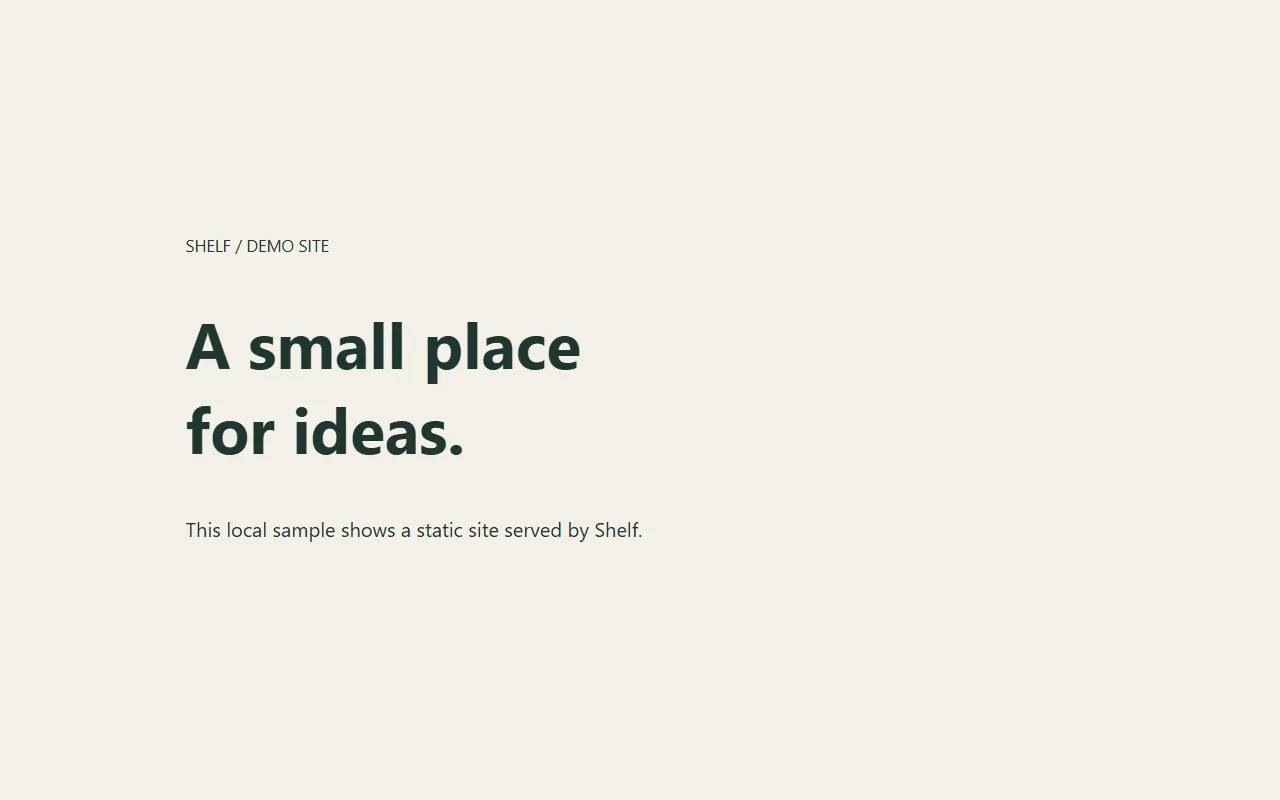 SHELF / DEMO SITE
A small place
for ideas.
This local sample shows a static site served by Shelf.